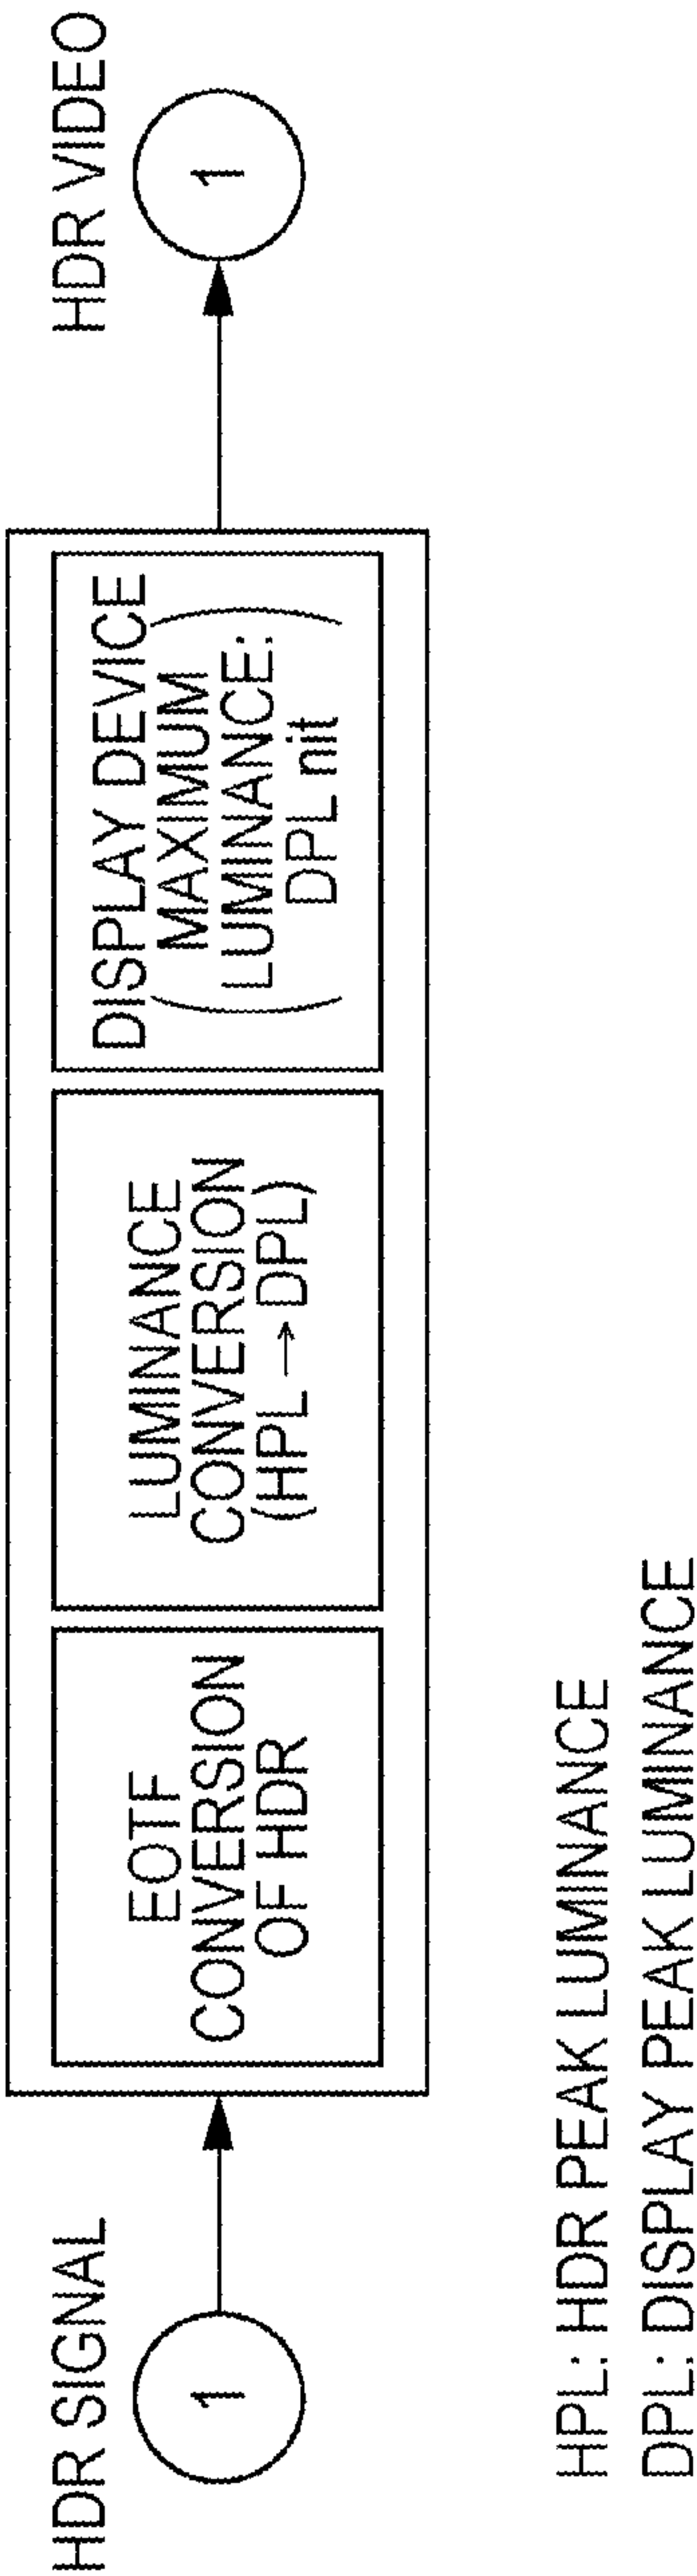 HDR SIGNAL
1
EOTF
CONVERSION
OF HDR
LUMINANCE
CONVERSION
(HPL → DPL)
DISPLAY DEVICE
(MAXIMUM
LUMINANCE:
DPL nit)
HDR VIDEO
1
HPL: HDR PEAK LUMINANCE
DPL: DISPLAY PEAK LUMINANCE